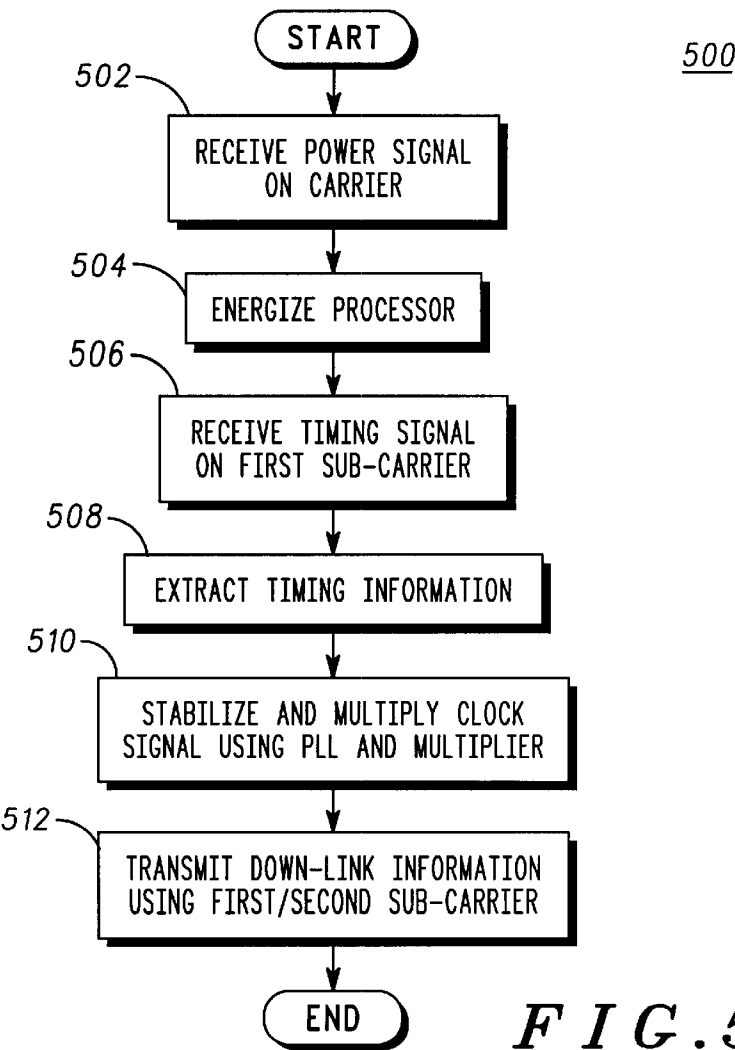 START
500
502
RECEIVE POWER SIGNAL
ON CARRIER
504
ENERGIZE PROCESSOR
506
RECEIVE TIMING SIGNAL
ON FIRST SUB-CARRIER
508
EXTRACT TIMING INFORMATION
510
STABILIZE AND MULTIPLY CLOCK
SIGNAL USING PLL AND MULTIPLIER
512
TRANSMIT DOWN-LINK INFORMATION
USING FIRST/SECOND SUB-CARRIER
END
FIG.5